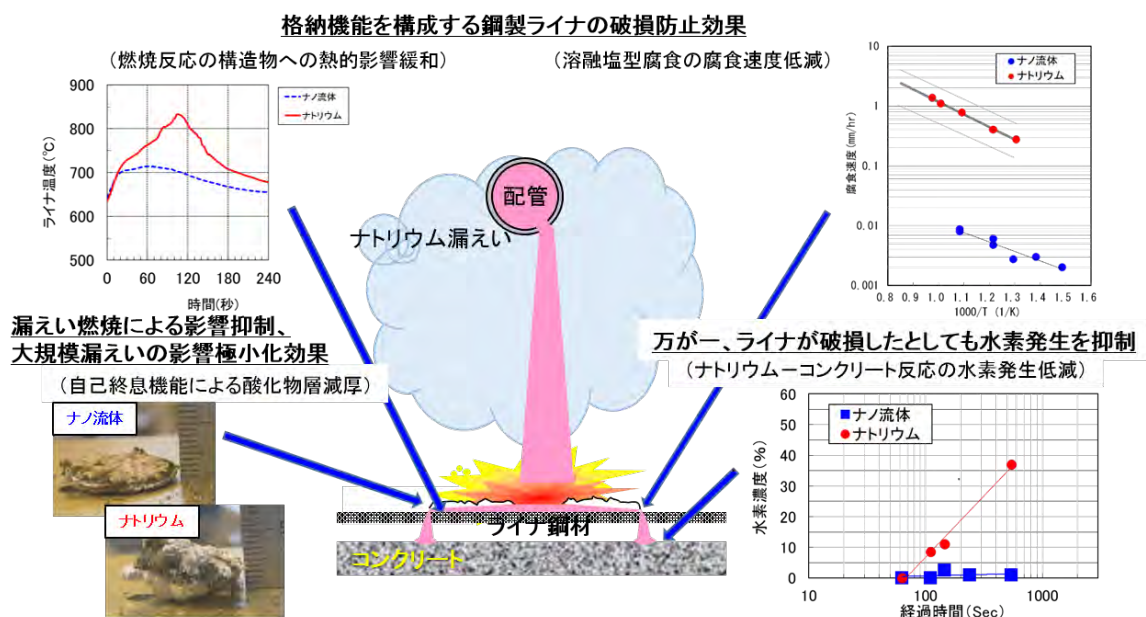 格納機能を構成する鋼製ライナの破損防止効果
（燃焼反応の構造物への熱的影響緩和）
（溶融塩型腐食の腐食速度低減）
900
800
700
600
500
ライナ温度(℃)
ナノ流体
ナトリウム
0
60
120
180
240
時間(秒)
10
1
0.1
0.01
0.001
腐食速度(mm/hr)
ナノ流体
ナトリウム
0.8
0.9
1.0
1.1
1.2
1.3
1.4
1.5
1.6
1000/T (1/K)
配管
ナトリウム漏えい
漏えい燃焼による影響抑制、
大規模漏えいの影響極小化効果
（自己終息機能による酸化物層減厚）
ナノ流体
ナトリウム
万が一、ライナが破損したとしても水素発生を抑制
（ナトリウムーコンクリート反応の水素発生低減）
60
50
40
30
20
10
0
水素濃度(%)
ナノ流体
ナトリウム
10
100
1000
経過時間(Sec)
ライナ鋼材
コンクリート